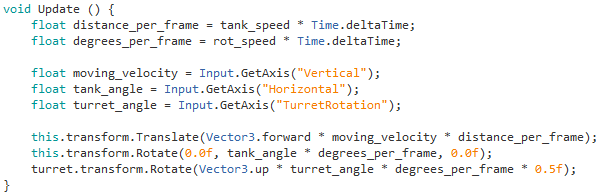 void Update () {
    float distance_per_frame = tank_speed * Time.deltaTime;
    float degrees_per_frame = rot_speed * Time.deltaTime;

    float moving_velocity = Input.GetAxis("Vertical");
    float tank_angle = Input.GetAxis("Horizontal");
    float turret_angle = Input.GetAxis("TurretRotation");

    this.transform.Translate(Vector3.forward * moving_velocity * distance_per_frame);
    this.transform.Rotate(0.0f, tank_angle * degrees_per_frame, 0.0f);
    turret.transform.Rotate(Vector3.up * turret_angle * degrees_per_frame * 0.5f);
}